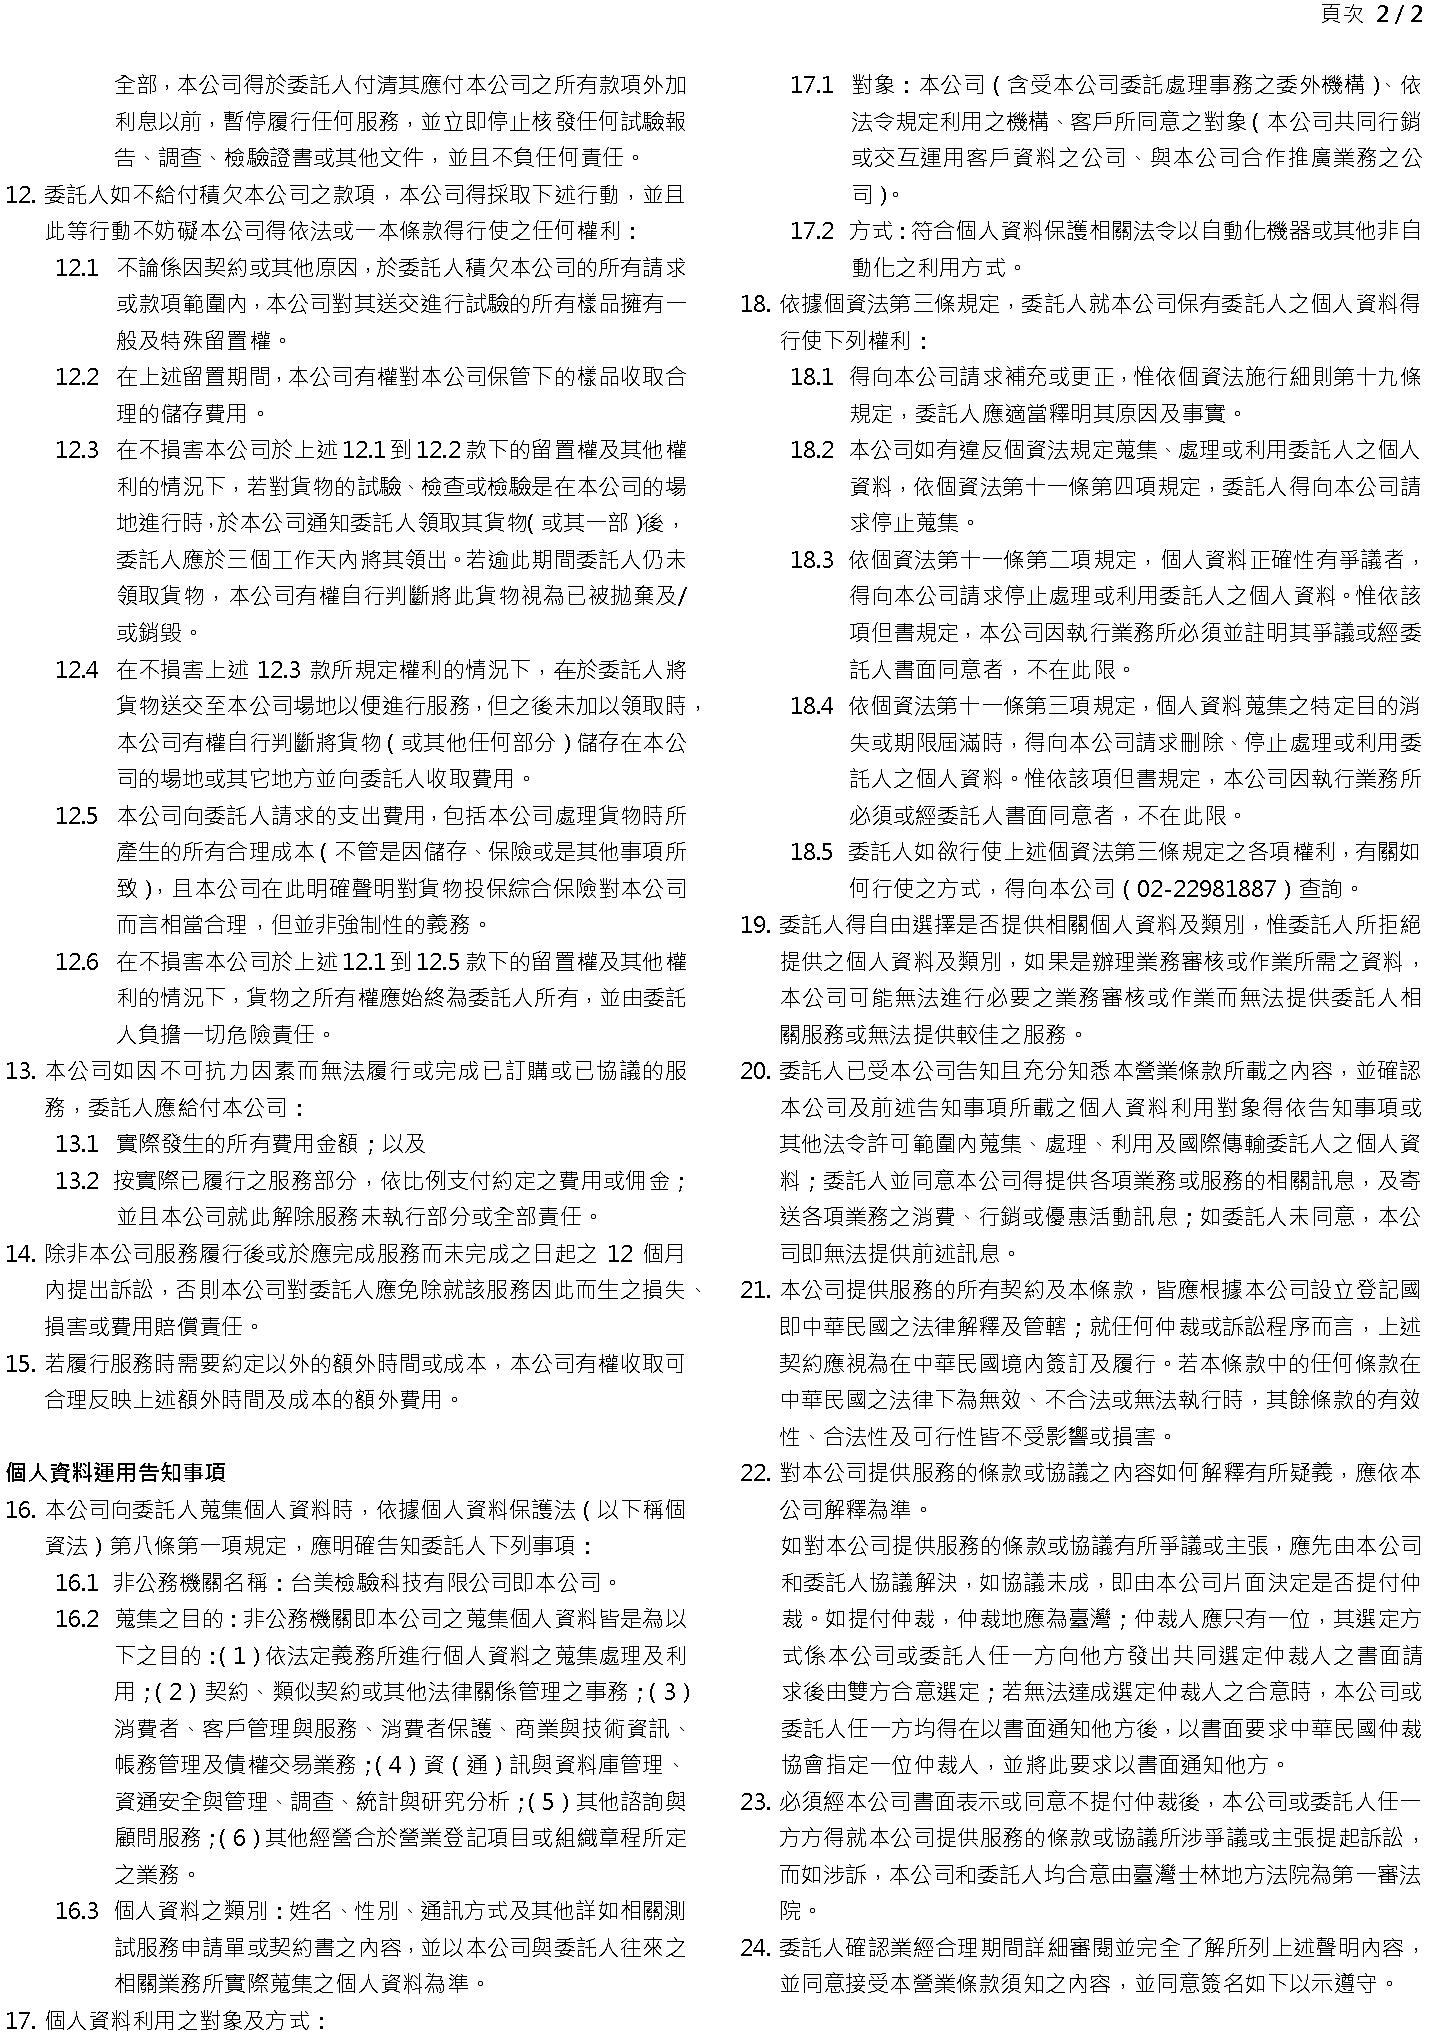 頁次 2 / 2
全部，本公司得於委託人付清其應付本公司之所有款項外加
利息以前，暫停履行任何服務，並立即停止核發任何試驗報
告、調查、檢驗證書或其他文件，並且不負任何責任。
12. 委託人如不給付積欠本公司之款項，本公司得採取下述行動，並且
此等行動不妨礙本公司得依法或一本條款得行使之任何權利：
12.1 不論係因契約或其他原因，於委託人積欠本公司的所有請求
或款項範圍內，本公司對其送交進行試驗的所有樣品擁有一
般及特殊留置權。
12.2 在上述留置期間，本公司有權對本公司保管下的樣品收取合
理的儲存費用。
12.3 在不損害本公司於上述 12.1 到 12.2 款下的留置權及其他權
利的情況下，若對貨物的試驗、檢查或檢驗是在本公司的場
地進行時，於本公司通知委託人領取其貨物( 或其一部 )後，
委託人應於三個工作天內將其領出。若逾此期間委託人仍未
領取貨物，本公司有權自行判斷將此貨物視為已被拋棄及/
或銷毀。
12.4 在不損害上述 12.3 款所規定權利的情況下，在於委託人將
貨物送交至本公司場地以便進行服務，但之後未加以領取時，
本公司有權自行判斷將貨物 ( 或其他任何部分 ) 儲存在本公
司的場地或其它地方並向委託人收取費用。
12.5 本公司向委託人請求的支出費用，包括本公司處理貨物時所
產生的所有合理成本 ( 不管是因儲存、保險或是其他事項所
致 )，且本公司在此明確聲明對貨物投保綜合保險對本公司
而言相當合理，但並非強制性的義務。
12.6 在不損害本公司於上述 12.1 到 12.5 款下的留置權及其他權
利的情況下，貨物之所有權應始終為委託人所有，並由委託
人負擔一切危險責任。
13. 本公司如因不可抗力因素而無法履行或完成已訂購或已協議的服
務，委託人應給付本公司：
13.1 實際發生的所有費用金額；以及
13.2 按實際已履行之服務部分，依比例支付約定之費用或佣金；
並且本公司就此解除服務未執行部分或全部責任。
14. 除非本公司服務履行後或於應完成服務而未完成之日起之 12 個月
內提出訴訟，否則本公司對委託人應免除就該服務因此而生之損失、
損害或費用賠償責任。
15. 若履行服務時需要約定以外的額外時間或成本，本公司有權收取可
合理反映上述額外時間及成本的額外費用。
個人資料運用告知事項
16. 本公司向委託人蒐集個人資料時，依據個人資料保護法 ( 以下稱個
資法 ) 第八條第一項規定，應明確告知委託人下列事項：
16.1 非公務機關名稱：台美檢驗科技有限公司即本公司。
16.2 蒐集之目的：非公務機關即本公司之蒐集個人資料皆是為以
下之目的：( 1 ) 依法定義務所進行個人資料之蒐集處理及利
用；( 2 ) 契約、類似契約或其他法律關係管理之事務；( 3 )
消費者、客戶管理與服務、消費者保護、商業與技術資訊、
帳務管理及債權交易業務；( 4 ) 資 ( 通 ) 訊與資料庫管理、
資通安全與管理、調查、統計與研究分析；( 5 ) 其他諮詢與
顧問服務；( 6 ) 其他經營合於營業登記項目或組織章程所定
之業務。
16.3 個人資料之類別：姓名、性別、通訊方式及其他詳如相關測
試服務申請單或契約書之內容，並以本公司與委託人往來之
相關業務所實際蒐集之個人資料為準。
17. 個人資料利用之對象及方式：
17.1 對象：本公司 ( 含受本公司委託處理事務之委外機構 )、依
法令規定利用之機構、客戶所同意之對象 ( 本公司共同行銷
或交互運用客戶資料之公司、與本公司合作推廣業務之公
司 )。
17.2 方式：符合個人資料保護相關法令以自動化機器或其他非自
動化之利用方式。
18. 依據個資法第三條規定，委託人就本公司保有委託人之個人資料得
行使下列權利：
18.1 得向本公司請求補充或更正，惟依個資法施行細則第十九條
規定，委託人應適當釋明其原因及事實。
18.2 本公司如有違反個資法規定蒐集、處理或利用委託人之個人
資料，依個資法第十一條第四項規定，委託人得向本公司請
求停止蒐集。
18.3 依個資法第十一條第二項規定，個人資料正確性有爭議者，
得向本公司請求停止處理或利用委託人之個人資料。惟依該
項但書規定，本公司因執行業務所必須並註明其爭議或經委
託人書面同意者，不在此限。
18.4 依個資法第十一條第三項規定，個人資料蒐集之特定目的消
失或期限屆滿時，得向本公司請求刪除、停止處理或利用委
託人之個人資料。惟依該項但書規定，本公司因執行業務所
必須或經委託人書面同意者，不在此限。
18.5 委託人如欲行使上述個資法第三條規定之各項權利，有關如
何行使之方式，得向本公司 ( 02-22981887 ) 查詢。
19. 委託人得自由選擇是否提供相關個人資料及類別，惟委託人所拒絕
提供之個人資料及類別，如果是辦理業務審核或作業所需之資料，
本公司可能無法進行必要之業務審核或作業而無法提供委託人相
關服務或無法提供較佳之服務。
20. 委託人已受本公司告知且充分知悉本營業條款所載之內容，並確認
本公司及前述告知事項所載之個人資料利用對象得依告知事項或
其他法令許可範圍內蒐集、處理、利用及國際傳輸委託人之個人資
料；委託人並同意本公司得提供各項業務或服務的相關訊息，及寄
送各項業務之消費、行銷或優惠活動訊息；如委託人未同意，本公
司即無法提供前述訊息。
21. 本公司提供服務的所有契約及本條款，皆應根據本公司設立登記國
即中華民國之法律解釋及管轄；就任何仲裁或訴訟程序而言，上述
契約應視為在中華民國境內簽訂及履行。若本條款中的任何條款在
中華民國之法律下為無效、不合法或無法執行時，其餘條款的有效
性、合法性及可行性皆不受影響或損害。
22. 對本公司提供服務的條款或協議之內容如何解釋有所疑義，應依本
公司解釋為準。
如對本公司提供服務的條款或協議有所爭議或主張，應先由本公司
和委託人協議解決，如協議未成，即由本公司片面決定是否提付仲
裁。如提付仲裁，仲裁地應為臺灣；仲裁人應只有一位，其選定方
式係本公司或委託人任一方向他方發出共同選定仲裁人之書面請
求後由雙方合意選定；若無法達成選定仲裁人之合意時，本公司或
委託人任一方均得在以書面通知他方後，以書面要求中華民國仲裁
協會指定一位仲裁人，並將此要求以書面通知他方。
23. 必須經本公司書面表示或同意不提付仲裁後，本公司或委託人任一
方方得就本公司提供服務的條款或協議所涉爭議或主張提起訴訟，
而如涉訴，本公司和委託人均合意由臺灣士林地方法院為第一審法
院。
24. 委託人確認業經合理期間詳細審閱並完全了解所列上述聲明內容，
並同意接受本營業條款須知之內容，並同意簽名如下以示遵守。